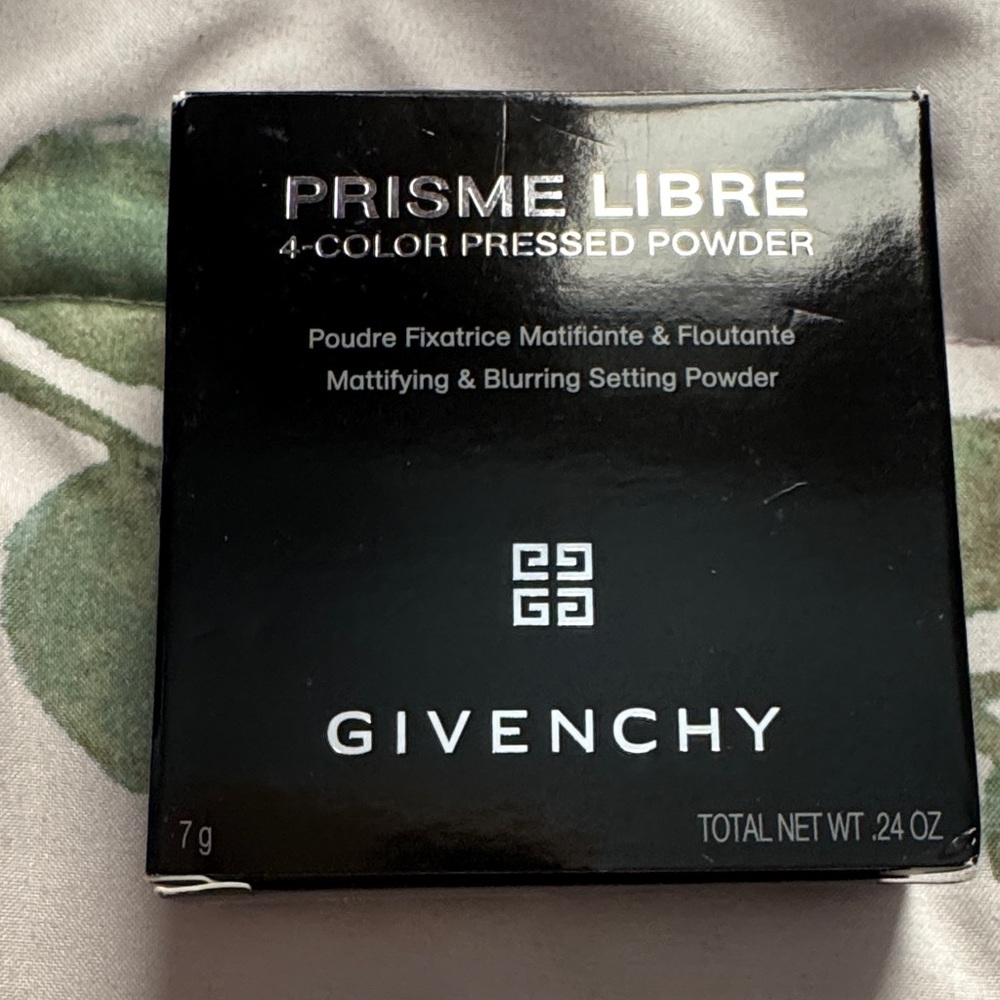 PRISME LIBRE
4-COLOR PRESSED POWDER
Poudre Fixatrice Matifiante & Floutante
Mattifying & Blurring Setting Powder
GIVENCHY
7 g
TOTAL NET WT .24 OZ